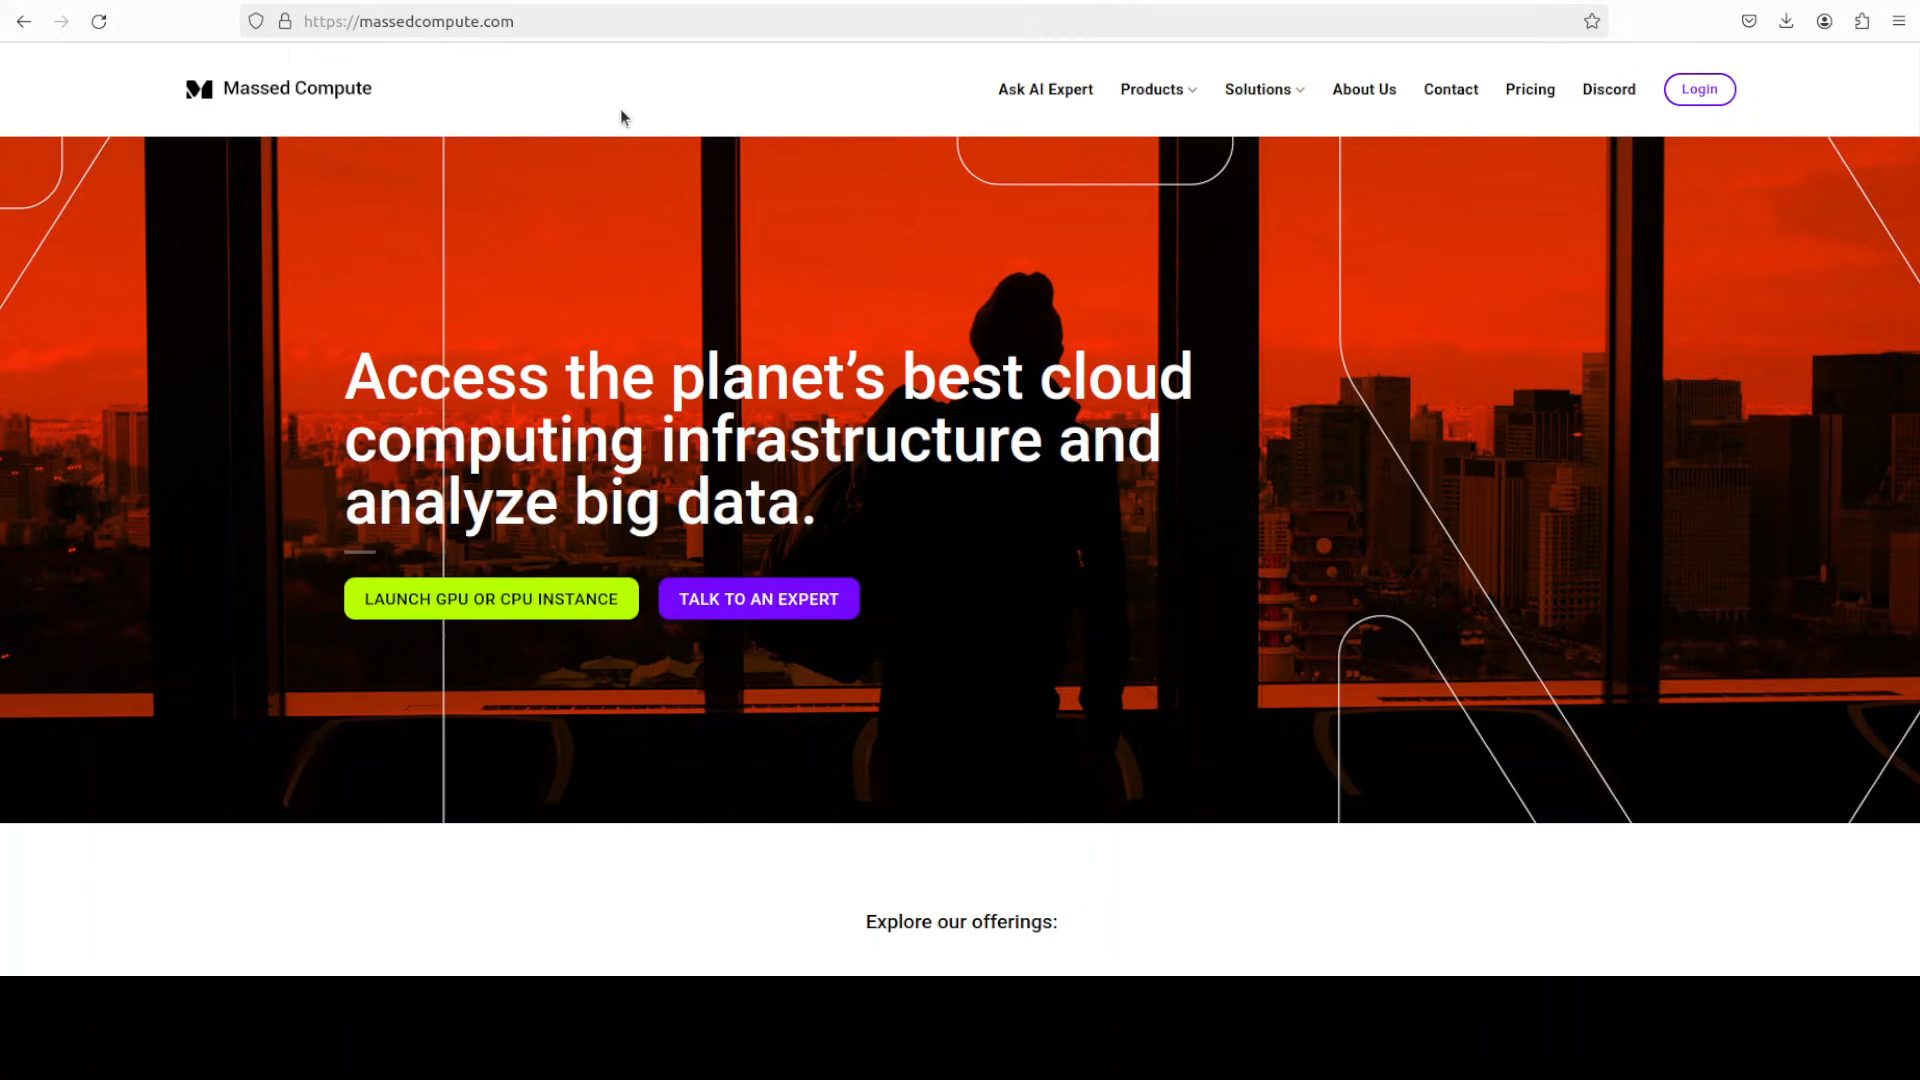 https://massedcompute.com
Massed Compute
Ask AI Expert
Products
Solutions
About Us
Contact
Pricing
Discord
Login
Access the planet’s best cloud
computing infrastructure and
analyze big data.
LAUNCH GPU OR CPU INSTANCE
TALK TO AN EXPERT
Explore our offerings: